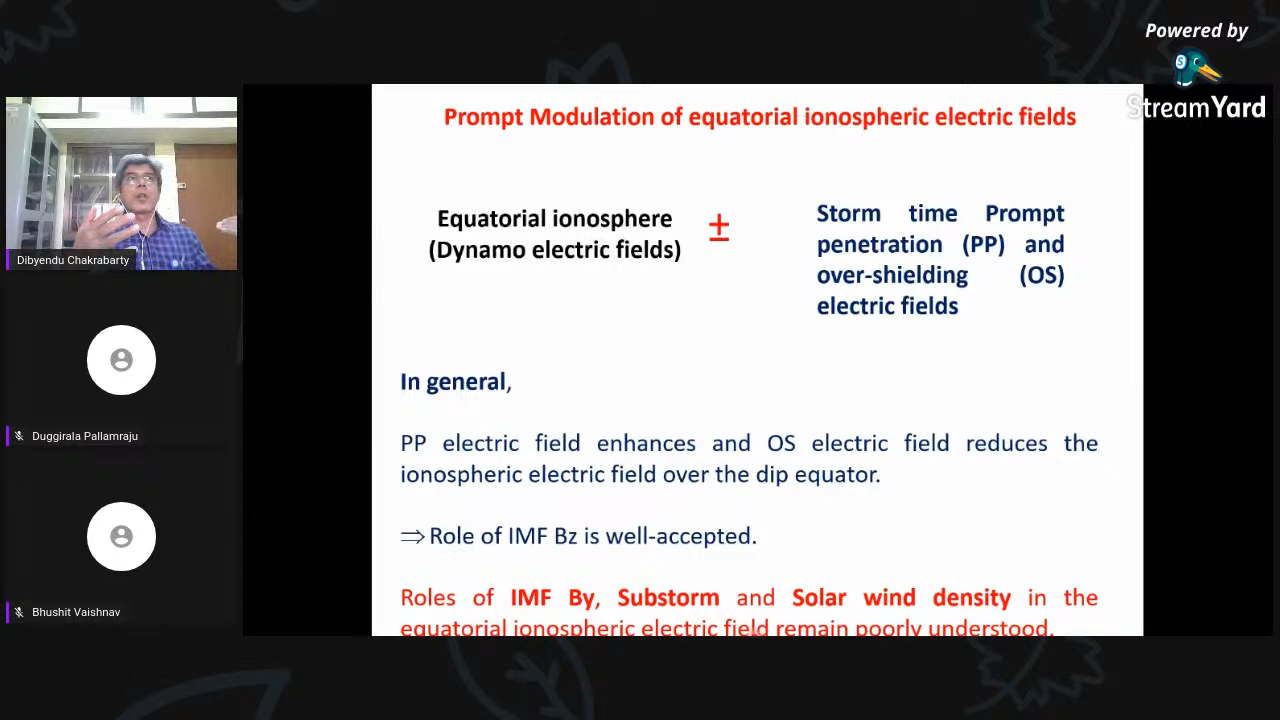 Powered by
StreamYard
Prompt Modulation of equatorial ionospheric electric fields
Equatorial ionosphere
(Dynamo electric fields)
±
Storm time Prompt
penetration (PP) and
over-shielding (OS)
electric fields
In general,
PP electric field enhances and OS electric field reduces the
ionospheric electric field over the dip equator.
⇒ Role of IMF Bz is well-accepted.
Roles of IMF By, Substorm and Solar wind density in the
equatorial ionospheric electric field remain poorly understood.
Dibyendu Chakrabarty
Duggirala Pallamraju
Bhushit Vaishnav